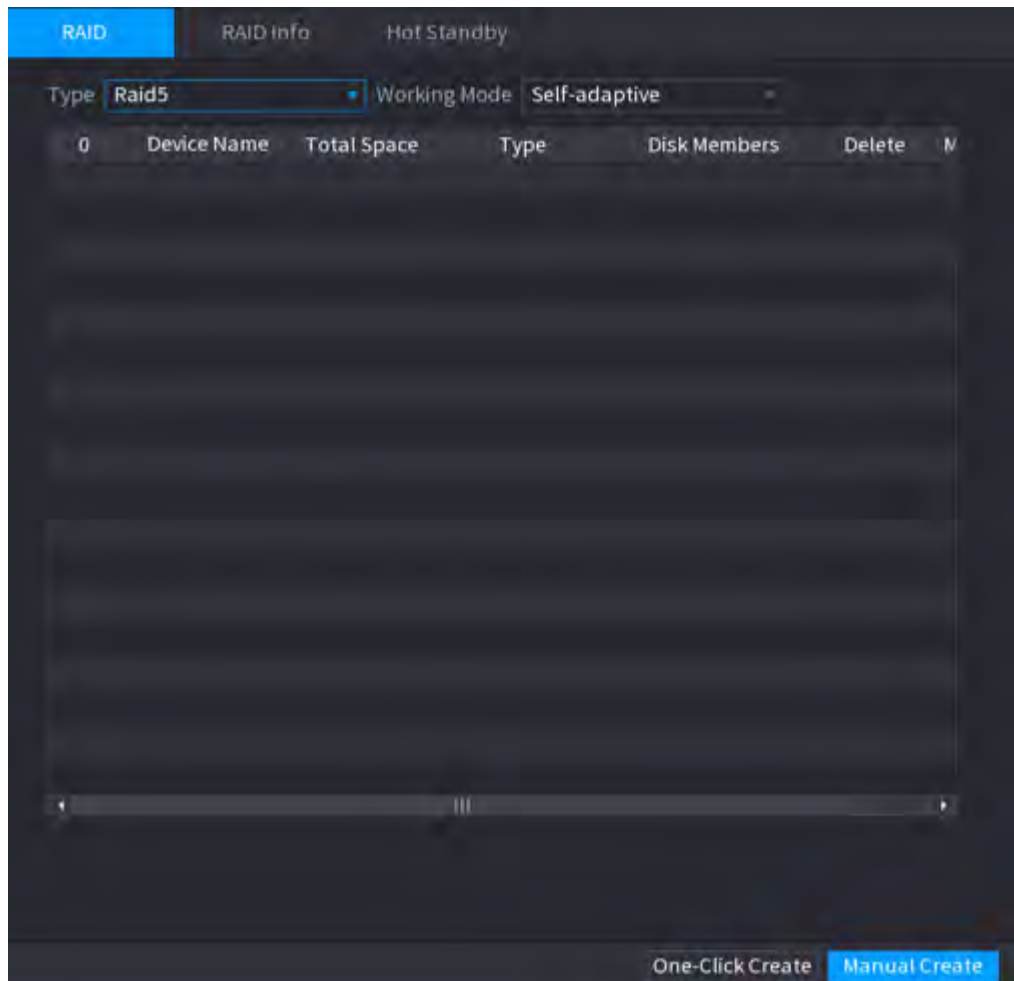 RAID RAID Info Hot Standby
Type Raid5 Working Mode Self-adaptive
0 Device Name Total Space Type Disk Members Delete
One-Click Create Manual Create